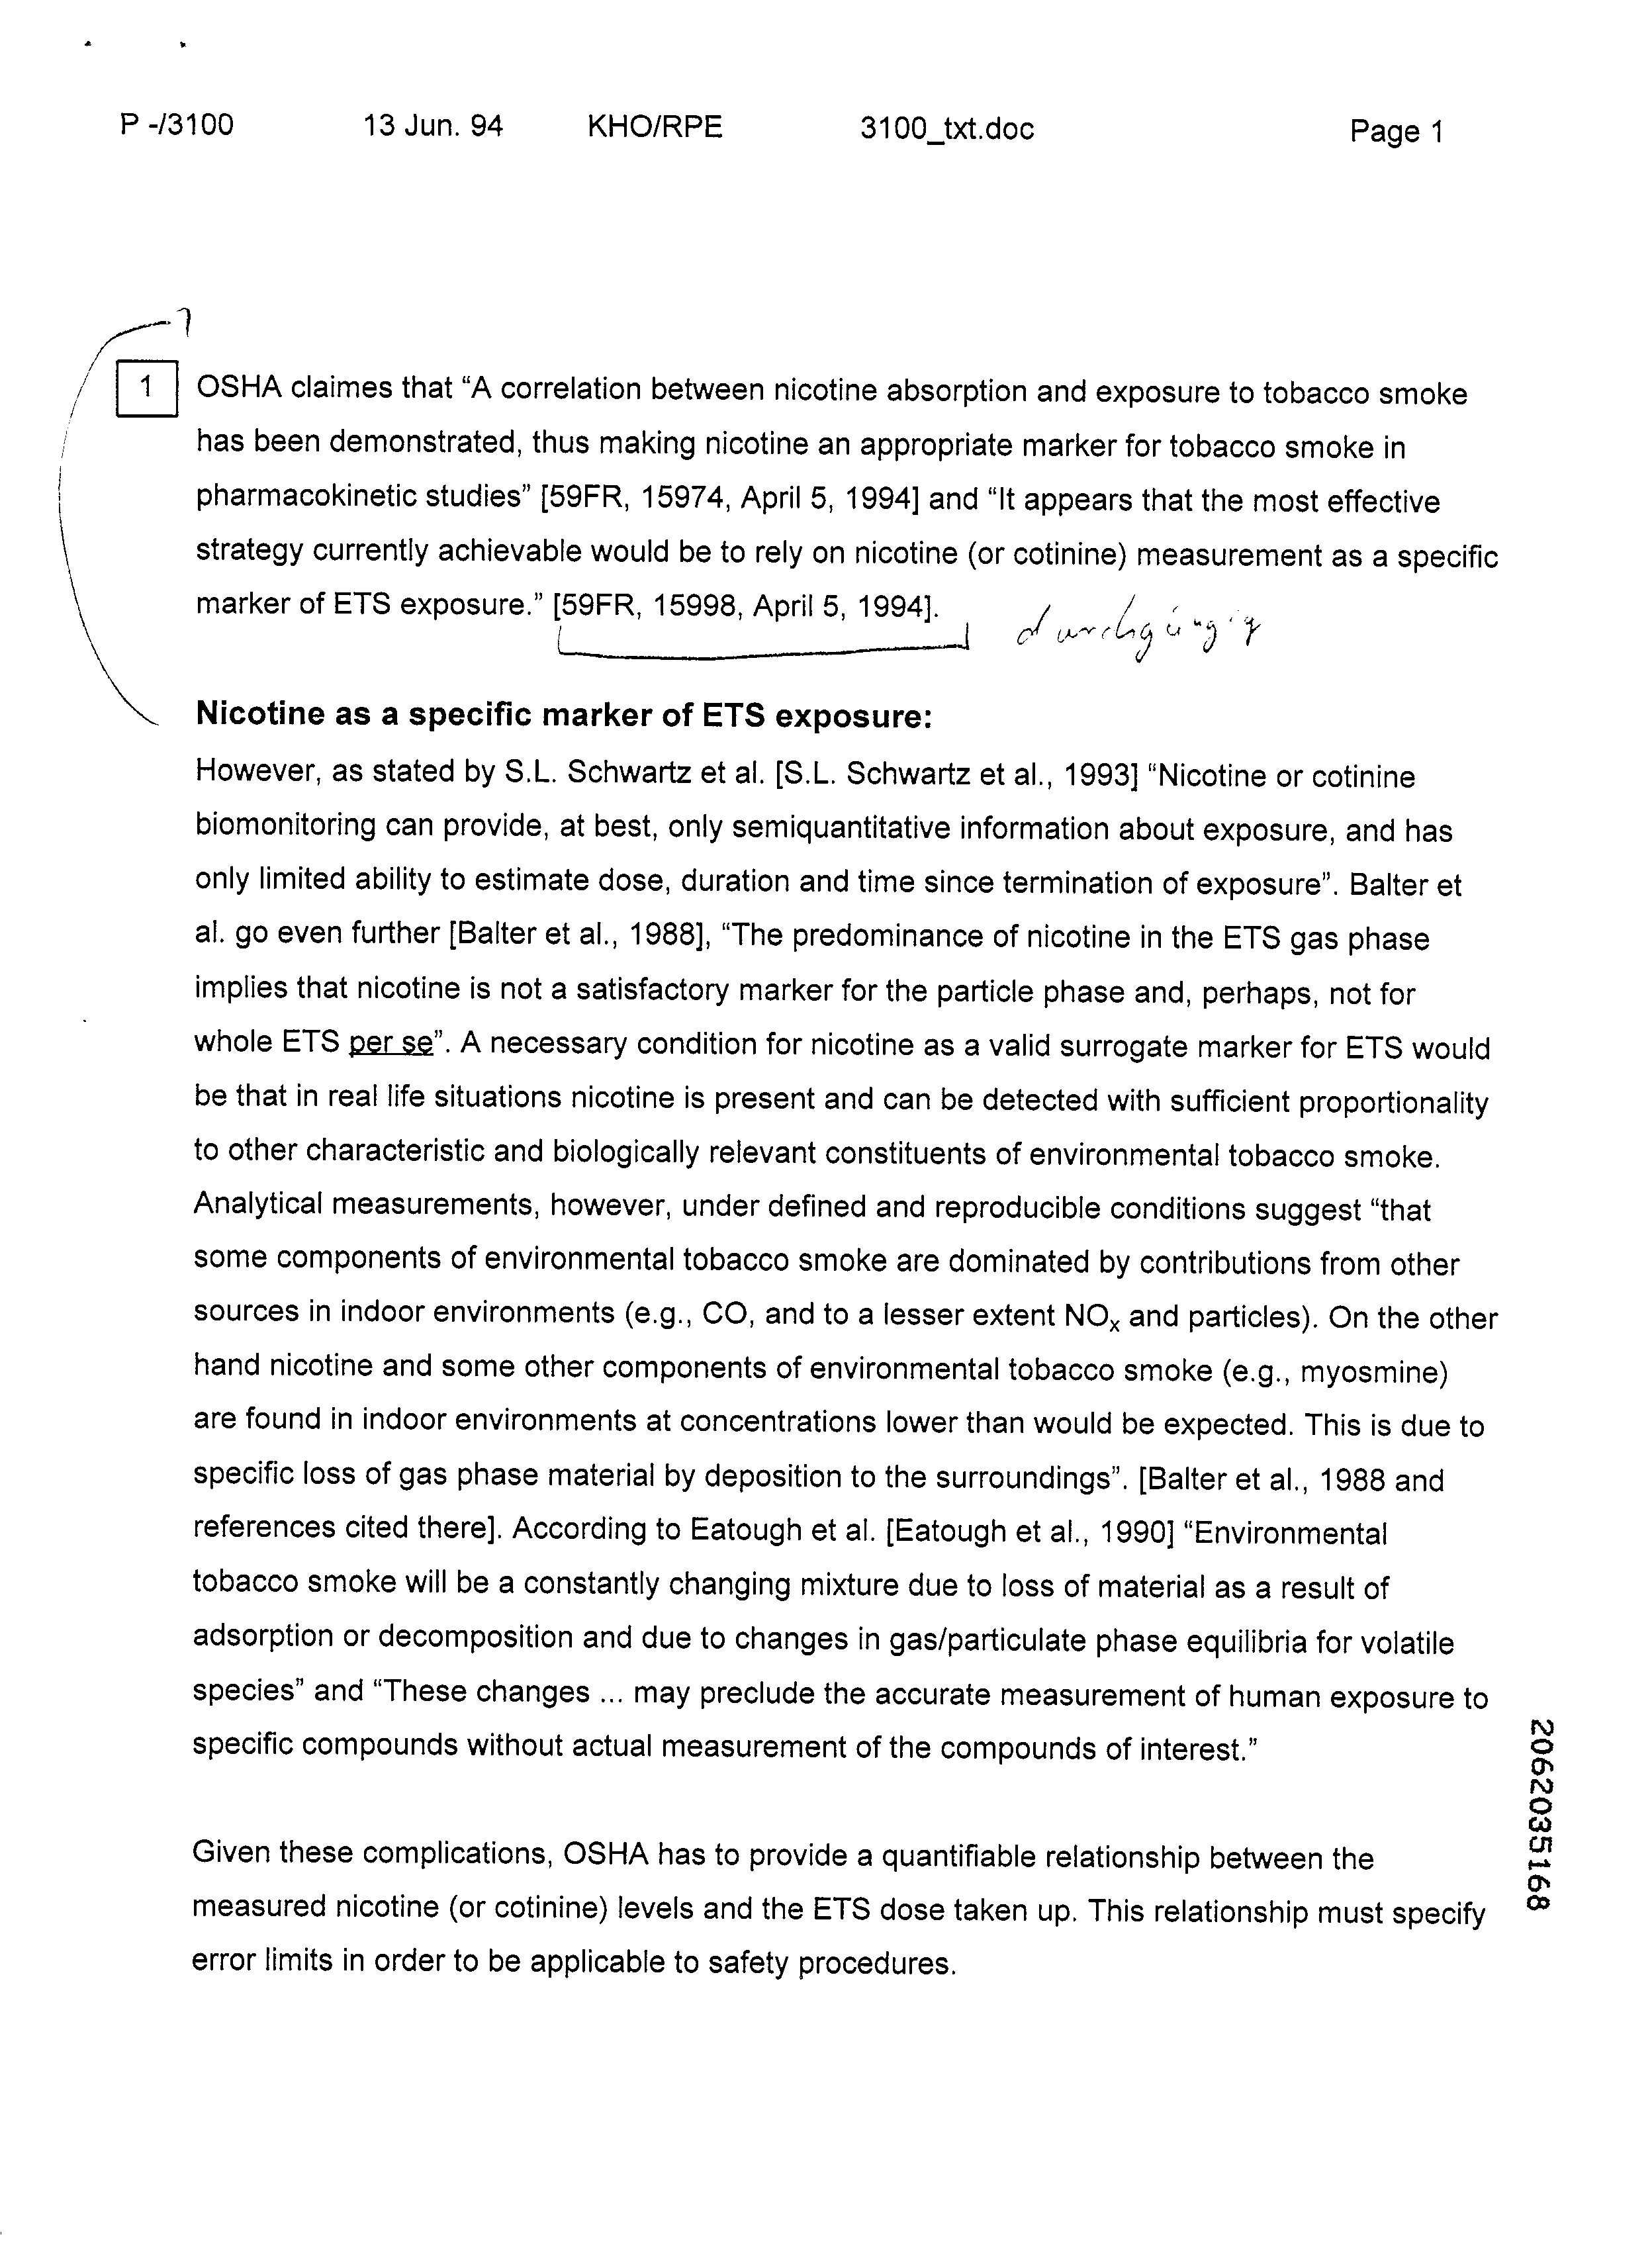 P -/3100 13 Jun. 94 KHO/RPE 3100_txt.doc Page 1
1 OSHA claimes that “A correlation between nicotine absorption and exposure to tobacco smoke
has been demonstrated, thus making nicotine an appropriate marker for tobacco smoke in
pharmacokinetic studies” [59FR, 15974, April 5, 1994] and “It appears that the most effective
strategy currently achievable would be to rely on nicotine (or cotinine) measurement as a specific
marker of ETS exposure.” [59FR, 15998, April 5, 1994].
durchgängig
Nicotine as a specific marker of ETS exposure:
However, as stated by S.L. Schwartz et al. [S.L. Schwartz et al., 1993] “Nicotine or cotinine
biomonitoring can provide, at best, only semiquantitative information about exposure, and has
only limited ability to estimate dose, duration and time since termination of exposure”. Balter et
al. go even further [Balter et al., 1988], “The predominance of nicotine in the ETS gas phase
implies that nicotine is not a satisfactory marker for the particle phase and, perhaps, not for
whole ETS per se”. A necessary condition for nicotine as a valid surrogate marker for ETS would
be that in real life situations nicotine is present and can be detected with sufficient proportionality
to other characteristic and biologically relevant constituents of environmental tobacco smoke.
Analytical measurements, however, under defined and reproducible conditions suggest “that
some components of environmental tobacco smoke are dominated by contributions from other
sources in indoor environments (e.g., CO, and to a lesser extent NOx and particles). On the other
hand nicotine and some other components of environmental tobacco smoke (e.g., myosmine)
are found in indoor environments at concentrations lower than would be expected. This is due to
specific loss of gas phase material by deposition to the surroundings”. [Balter et al., 1988 and
references cited there]. According to Eatough et al. [Eatough et al., 1990] “Environmental
tobacco smoke will be a constantly changing mixture due to loss of material as a result of
adsorption or decomposition and due to changes in gas/particulate phase equilibria for volatile
species” and “These changes ... may preclude the accurate measurement of human exposure to
specific compounds without actual measurement of the compounds of interest.”
Given these complications, OSHA has to provide a quantifiable relationship between the
measured nicotine (or cotinine) levels and the ETS dose taken up. This relationship must specify
error limits in order to be applicable to safety procedures.
2062035168